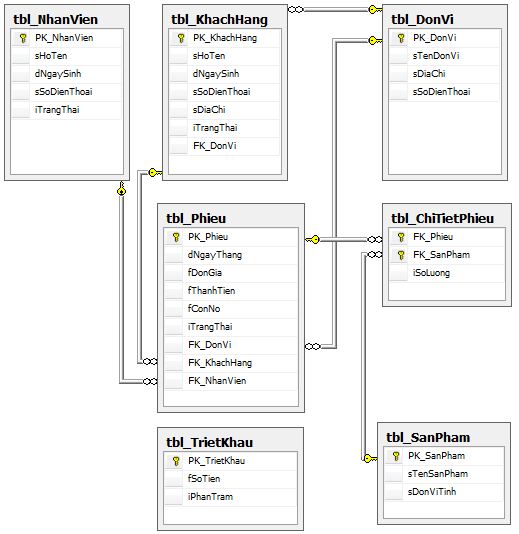 tbl_NhanVien
PK_NhanVien
sHoTen
dNgaySinh
sSoDienThoai
iTrangThai
tbl_KhachHang
PK_KhachHang
sHoTen
dNgaySinh
sSoDienThoai
sDiaChi
iTrangThai
FK_DonVi
tbl_DonVi
PK_DonVi
sTenDonVi
sDiaChi
sSoDienThoai
tbl_Phieu
PK_Phieu
dNgayThang
fDonGia
fThanhTien
fConNo
iTrangThai
FK_DonVi
FK_KhachHang
FK_NhanVien
tbl_ChiTietPhieu
FK_Phieu
FK_SanPham
iSoLuong
tbl_TrietKhau
PK_TrietKhau
fSoTien
iPhanTram
tbl_SanPham
PK_SanPham
sTenSanPham
sDonViTinh